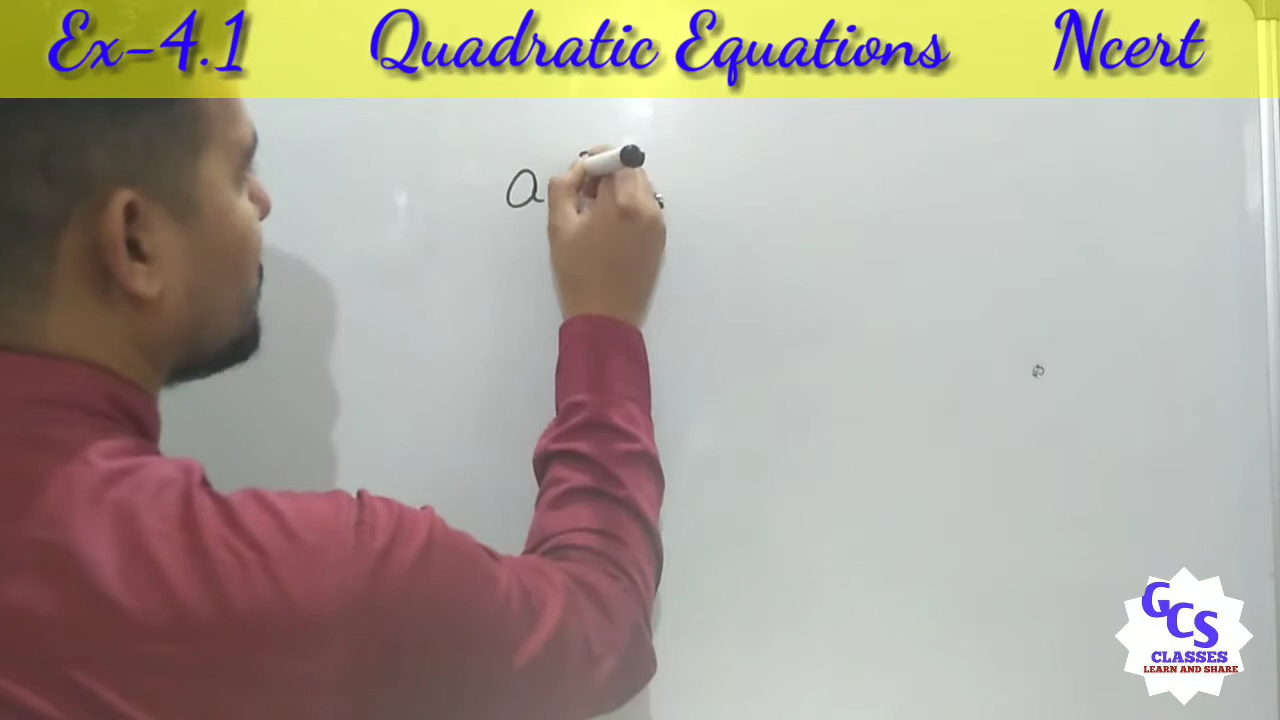 Ex-4.1 Quadratic Equations Ncert
a
GCS
CLASSES
LEARN AND SHARE